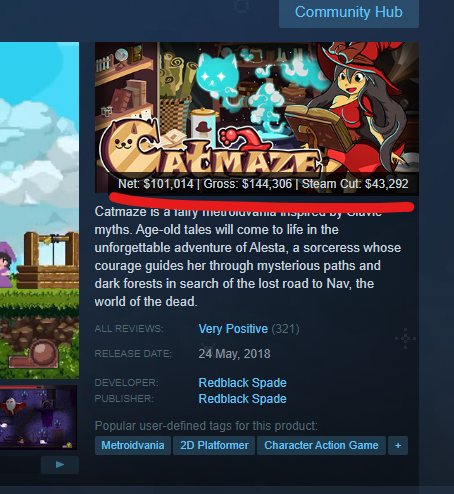 Community Hub
CATMAZE
Net: $101,014 | Gross: $144,306 | Steam Cut: $43,292
Catmaze is a fairy metroidvania inspired by Slavic
myths. Age-old tales will come to life in the
unforgettable adventure of Alesta, a sorceress whose
courage guides her through mysterious paths and
dark forests in search of the lost road to Nav, the
world of the dead.
ALL REVIEWS: Very Positive (321)
RELEASE DATE: 24 May, 2018
DEVELOPER: Redblack Spade
PUBLISHER: Redblack Spade
Popular user-defined tags for this product:
Metroidvania 2D Platformer Character Action Game +